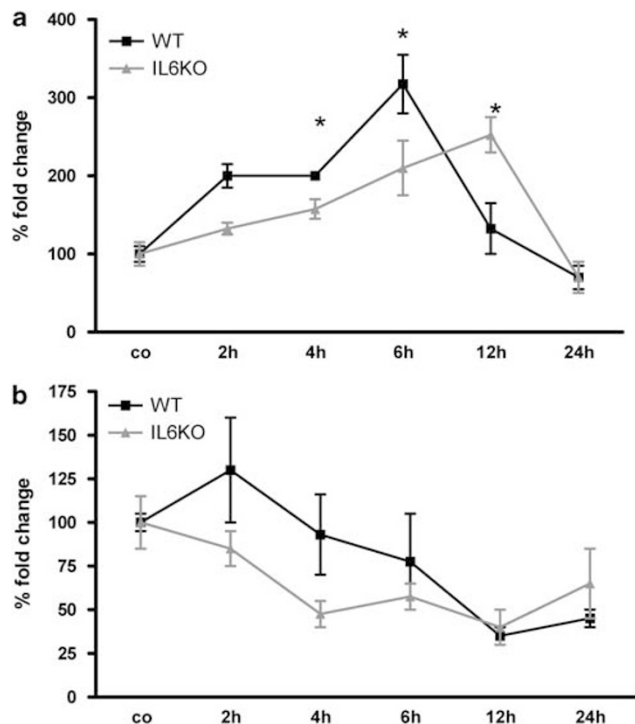 a
400
WT
IL6KO
*
300
*
*
% fold change
200
100
0
co 2h 4h 6h 12h 24h
b
175
WT
150
IL6KO
125
% fold change
100
75
50
25
0
co 2h 4h 6h 12h 24h